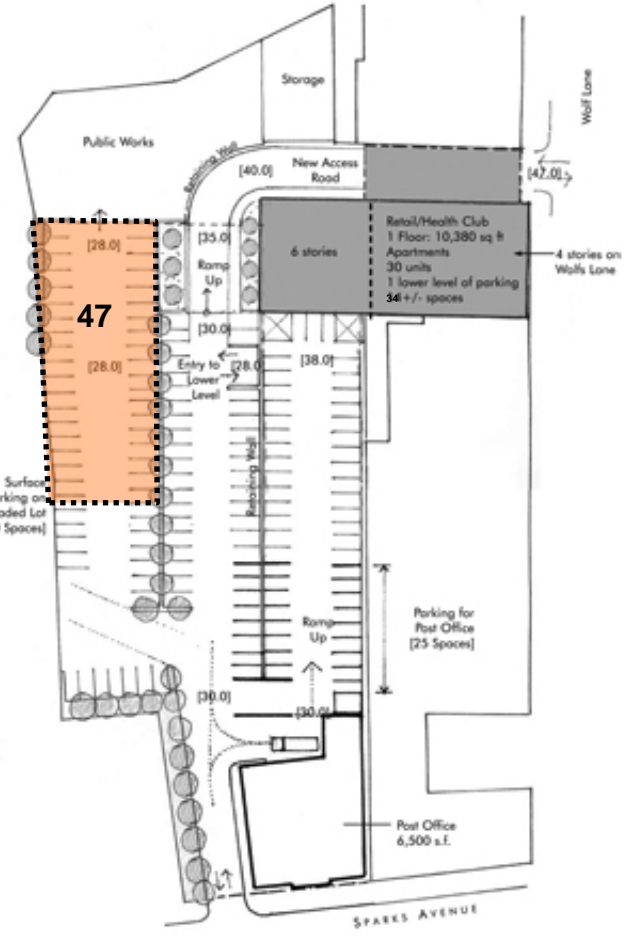 Storage
Wolf Lane
Public Works
Retaining Wall
[40.0]
New Access
Road
[42.0]
[28.0]
[35.0]
Ramp
Up
6 stories
Retail/Health Club
1 Floor: 10,380 sq ft
Apartments
30 units
1 lower level of parking
34 +/- spaces
4 stories on
Wolfs Lane
47
[30.0]
[28.0]
Entry to
Lower
Level
[28.0]
[38.0]
Retaining Wall
Surface
on
Lot
Spaces]
Ramp
Up
Parking for
Post Office
[25 Spaces]
[30.0]
[30.0]
Post Office
6,500 s.f.
SPARKS AVENUE